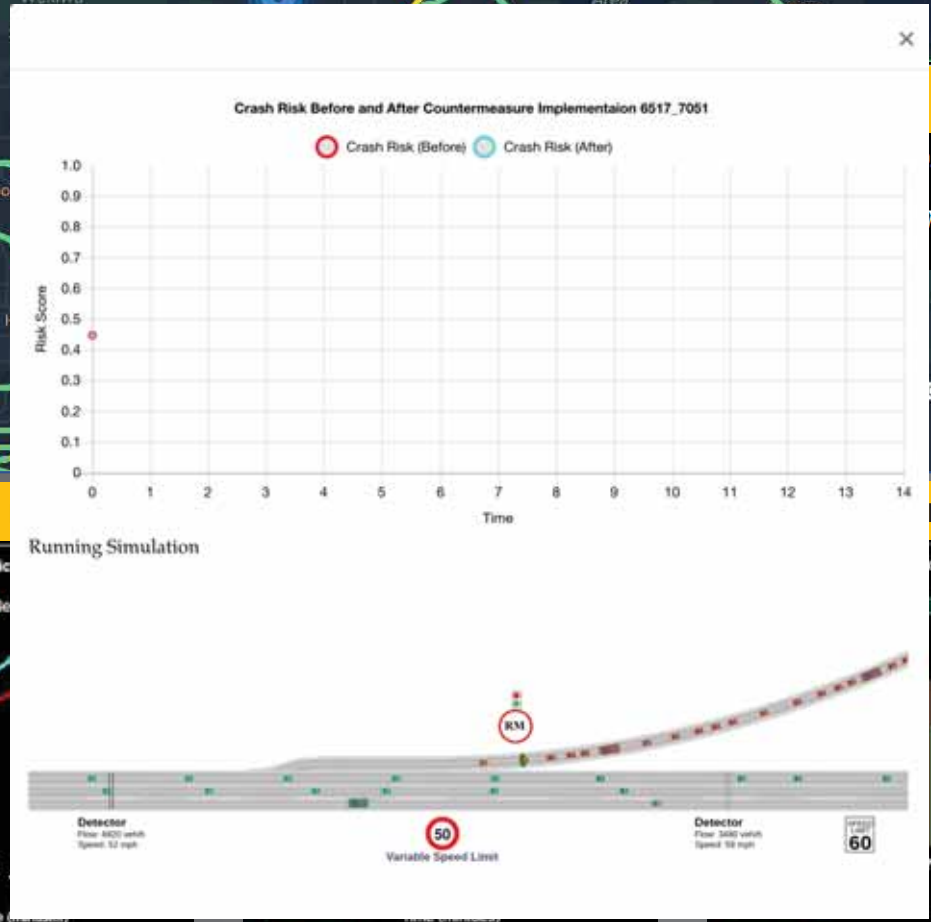 ×
Crash Risk Before and After Countermeasure Implementaion 6517_7051
Crash Risk (Before) Crash Risk (After)
1.0
0.9
0.8
0.7
0.6
0.5
0.4
0.3
0.2
0.1
0
Risk Score
0 1 2 3 4 5 6 7 8 9 10 11 12 13 14
Time
Running Simulation
RM
Detector
Speed: 52 mph
50
Variable Speed Limit
Detector
SPEED
LIMIT
60